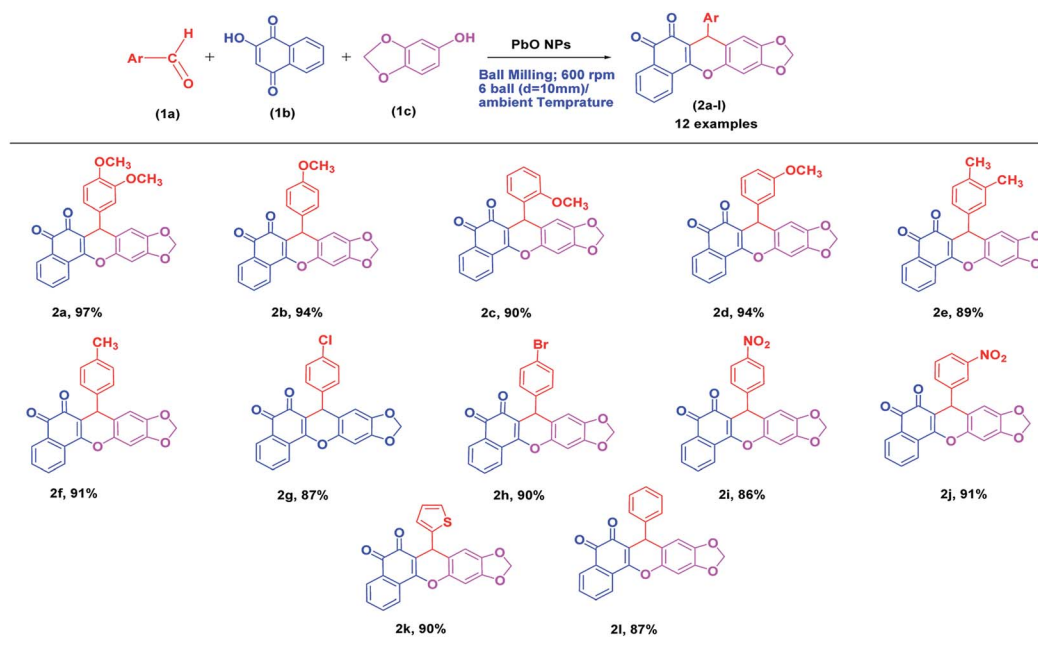 Ar
H
C
O
(1a)
+
HO
O
O
(1b)
+
O
O
OH
(1c)
PbO NPs
Ball Milling; 600 rpm
6 ball (d=10mm)/
ambient Temprature
Ar
O
O
O
O
O
(2a-l)
12 examples
OCH3
OCH3
O
O
O
O
O
2a, 97%
OCH3
O
O
O
O
O
2b, 94%
OCH3
O
O
O
O
O
2c, 90%
OCH3
O
O
O
O
O
2d, 94%
CH3
CH3
O
O
O
O
O
2e, 89%
CH3
O
O
O
O
O
2f, 91%
Cl
O
O
O
O
O
2g, 87%
Br
O
O
O
O
O
2h, 90%
NO2
O
O
O
O
O
2i, 86%
NO2
O
O
O
O
O
2j, 91%
S
O
O
O
O
O
2k, 90%
O
O
O
O
O
2l, 87%